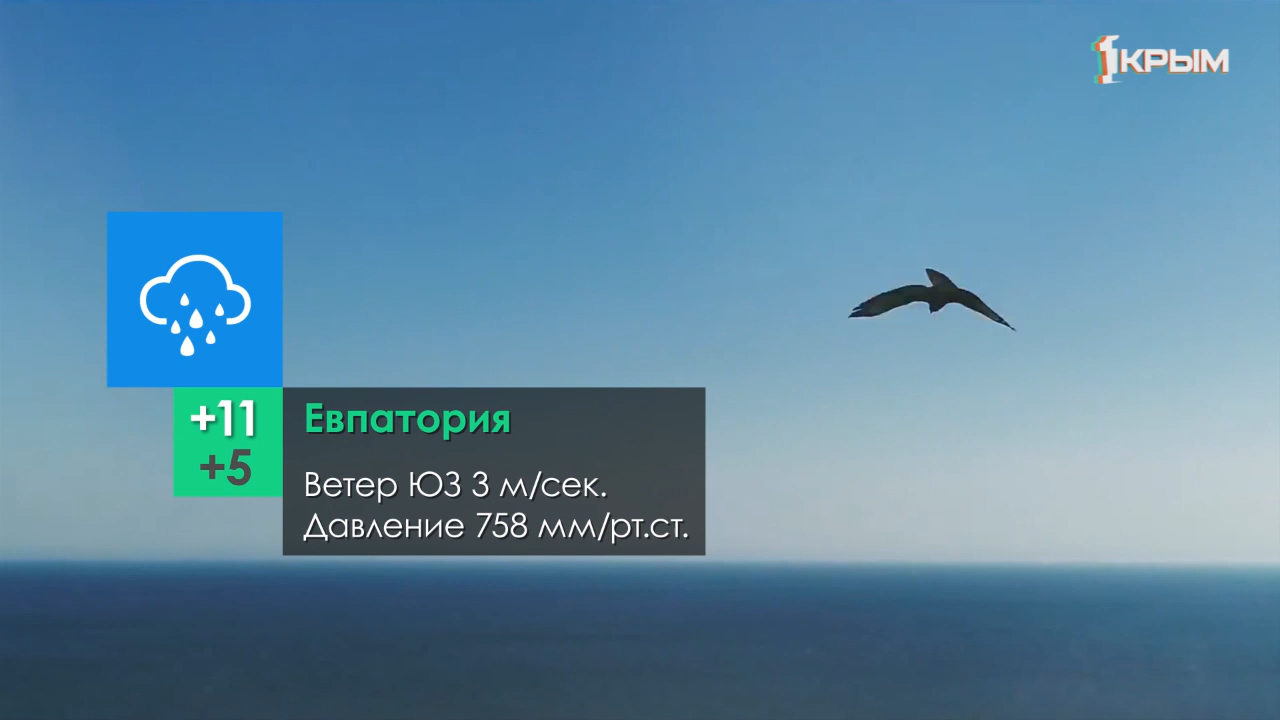 1КРЫМ
+11
+5
Евпатория
Ветер ЮЗ 3 м/сек.
Давление 758 мм/рт.ст.